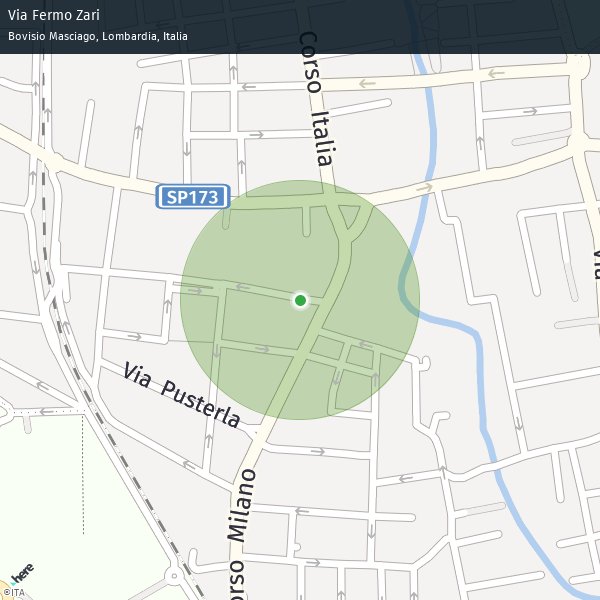 Via Fermo Zari
Bovisio Masciago, Lombardia, Italia
Corso Italia
SP173
Via
Via Pusterla
Corso Milano
here
©ITA